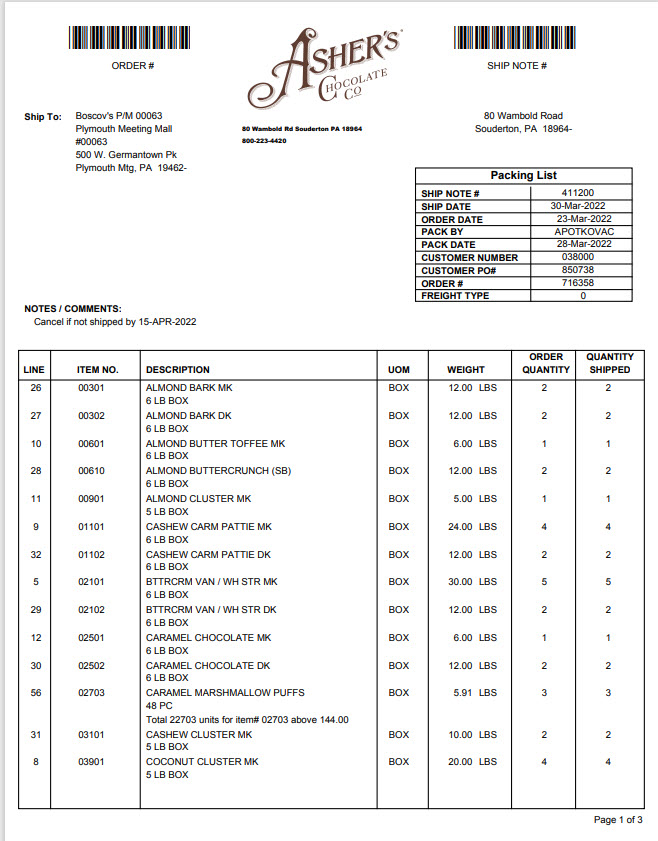 ORDER #
ASHER'S
CHOCOLATE
CO
SHIP NOTE #
Ship To: Boscov's P/M 00063
Plymouth Meeting Mall
#00063
500 W. Germantown Pk
Plymouth Mtg, PA 19462-
80 Wambold Rd Souderton PA 18964
800-223-4420
80 Wambold Road
Souderton, PA 18964-
Packing List
SHIP NOTE # 411200
SHIP DATE 30-Mar-2022
ORDER DATE 23-Mar-2022
PACK BY APOTKOVAC
PACK DATE 28-Mar-2022
CUSTOMER NUMBER 038000
CUSTOMER PO# 850738
ORDER # 716358
FREIGHT TYPE 0
NOTES / COMMENTS:
Cancel if not shipped by 15-APR-2022
LINE ITEM NO. DESCRIPTION UOM WEIGHT ORDER QUANTITY QUANTITY SHIPPED
26 00301 ALMOND BARK MK BOX 12.00 LBS 2 2
6 LB BOX
27 00302 ALMOND BARK DK BOX 12.00 LBS 2 2
6 LB BOX
10 00601 ALMOND BUTTER TOFFEE MK BOX 6.00 LBS 1 1
6 LB BOX
28 00610 ALMOND BUTTERCRUNCH (SB) BOX 12.00 LBS 2 2
6 LB BOX
11 00901 ALMOND CLUSTER MK BOX 5.00 LBS 1 1
5 LB BOX
9 01101 CASHEW CARM PATTIE MK BOX 24.00 LBS 4 4
6 LB BOX
32 01102 CASHEW CARM PATTIE DK BOX 12.00 LBS 2 2
6 LB BOX
5 02101 BTTRCRM VAN / WH STR MK BOX 30.00 LBS 5 5
6 LB BOX
29 02102 BTTRCRM VAN / WH STR DK BOX 12.00 LBS 2 2
6 LB BOX
12 02501 CARAMEL CHOCOLATE MK BOX 6.00 LBS 1 1
6 LB BOX
30 02502 CARAMEL CHOCOLATE DK BOX 12.00 LBS 2 2
6 LB BOX
56 02703 CARAMEL MARSHMALLOW PUFFS BOX 5.91 LBS 3 3
48 PC
Total 22703 units for item# 02703 above 144.00
31 03101 CASHEW CLUSTER MK BOX 10.00 LBS 2 2
5 LB BOX
8 03901 COCONUT CLUSTER MK BOX 20.00 LBS 4 4
5 LB BOX
Page 1 of 3